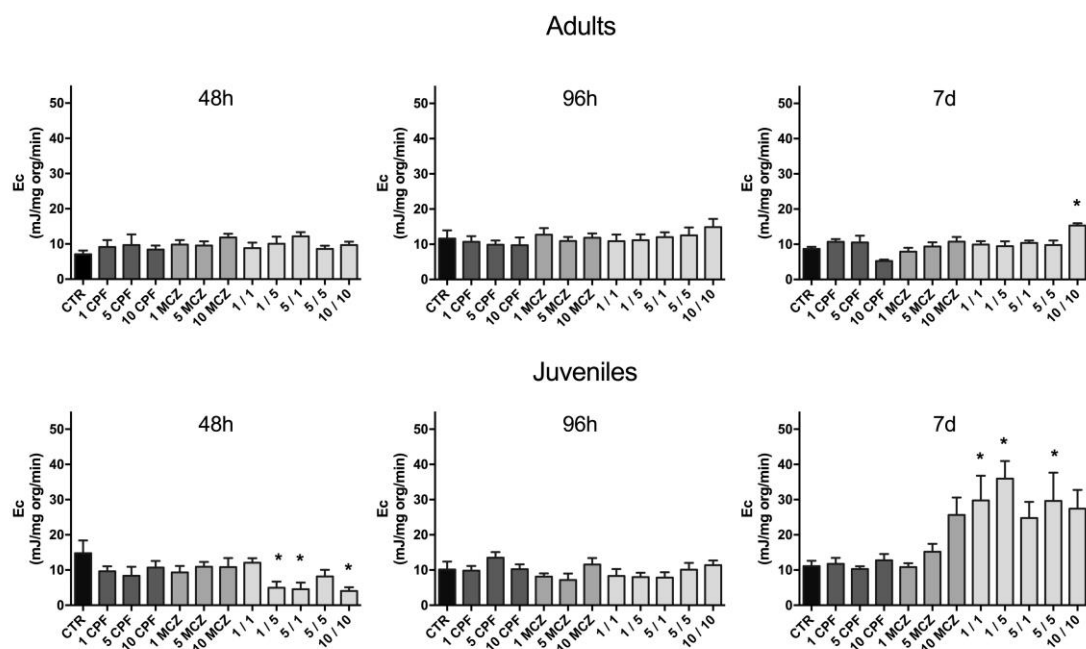 Adults
48h
50
40
30
20
10
0
Ec
(mJ/mg org/min)
CTR
1 CPF
5 CPF
10 CPF
1 MCZ
5 MCZ
10 MCZ
1 / 1
1 / 5
5 / 1
5 / 5
10 / 10
96h
50
40
30
20
10
0
Ec
(mJ/mg org/min)
CTR
1 CPF
5 CPF
10 CPF
1 MCZ
5 MCZ
10 MCZ
1 / 1
1 / 5
5 / 1
5 / 5
10 / 10
7d
50
40
30
20
10
0
Ec
(mJ/mg org/min)
*
CTR
1 CPF
5 CPF
10 CPF
1 MCZ
5 MCZ
10 MCZ
1 / 1
1 / 5
5 / 1
5 / 5
10 / 10
Juveniles
48h
50
40
30
20
10
0
Ec
(mJ/mg org/min)
* * *
CTR
1 CPF
5 CPF
10 CPF
1 MCZ
5 MCZ
10 MCZ
1 / 1
1 / 5
5 / 1
5 / 5
10 / 10
96h
50
40
30
20
10
0
Ec
(mJ/mg org/min)
CTR
1 CPF
5 CPF
10 CPF
1 MCZ
5 MCZ
10 MCZ
1 / 1
1 / 5
5 / 1
5 / 5
10 / 10
7d
50
40
30
20
10
0
Ec
(mJ/mg org/min)
* * *
CTR
1 CPF
5 CPF
10 CPF
1 MCZ
5 MCZ
10 MCZ
1 / 1
1 / 5
5 / 1
5 / 5
10 / 10